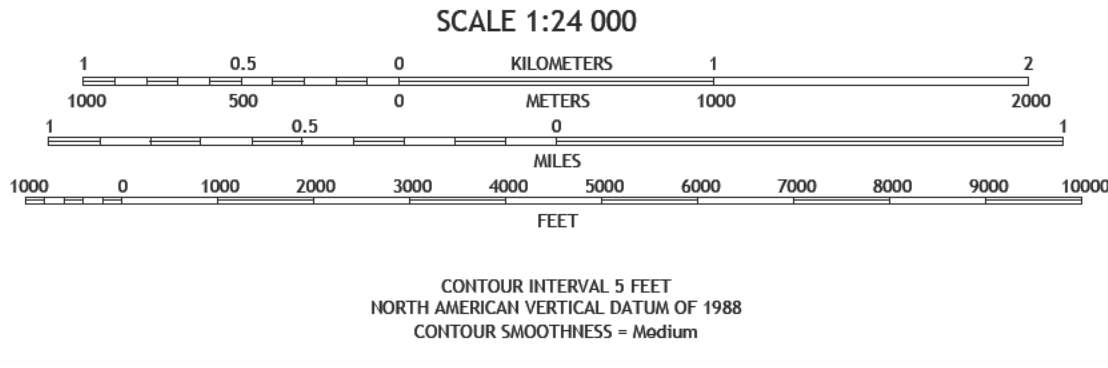 SCALE 1:24 000
1 0.5 0 KILOMETERS 1 2
1000 500 0 METERS 1000 2000
1 0.5 0 1
MILES
1000 0 1000 2000 3000 4000 5000 6000 7000 8000 9000 10000
FEET
CONTOUR INTERVAL 5 FEET
NORTH AMERICAN VERTICAL DATUM OF 1988
CONTOUR SMOOTHNESS = Medium